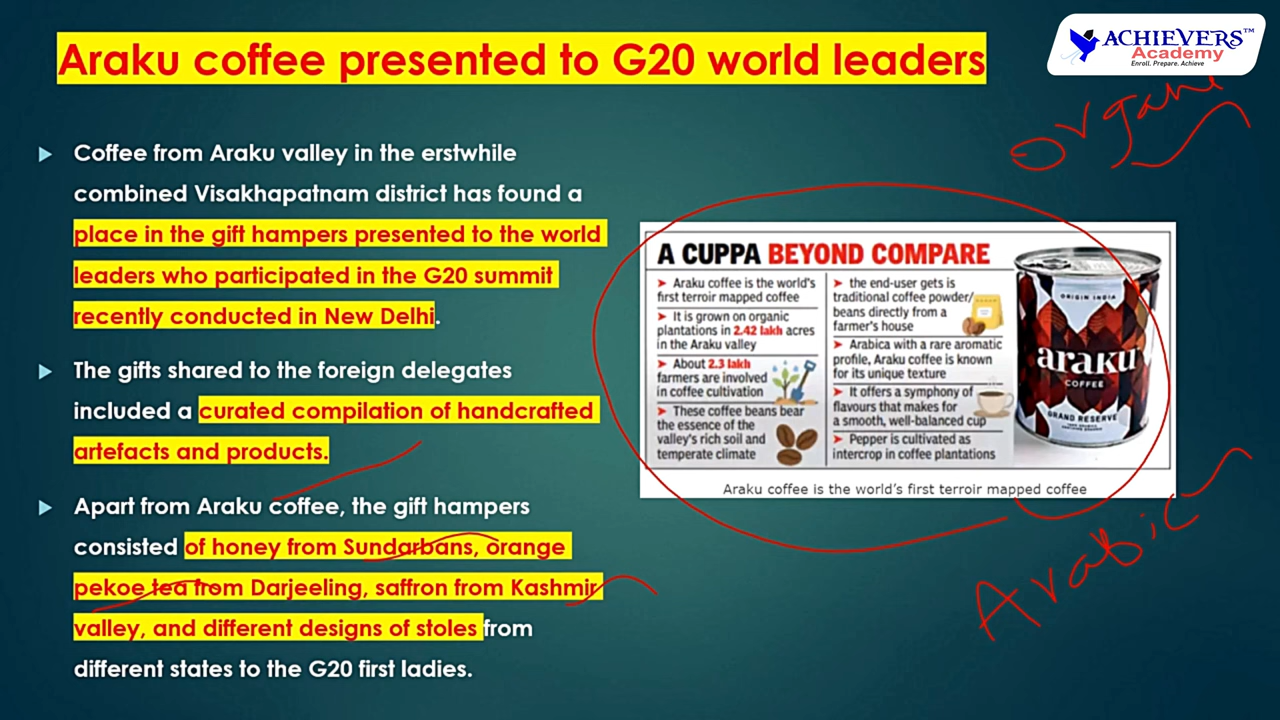 Araku coffee presented to G20 world leaders
ACHIEVERS™
Academy
Enroll. Prepare. Achieve
Organi
Coffee from Araku valley in the erstwhile
combined Visakhapatnam district has found a
place in the gift hampers presented to the world
leaders who participated in the G20 summit
recently conducted in New Delhi.
The gifts shared to the foreign delegates
included a curated compilation of handcrafted
artefacts and products.
Apart from Araku coffee, the gift hampers
consisted of honey from Sundarbans, orange
pekoe tea from Darjeeling, saffron from Kashmir
valley, and different designs of stoles from
different states to the G20 first ladies.
A CUPPA BEYOND COMPARE
Araku coffee is the world's
first terroir mapped coffee
It is grown on organic
plantations in 2.42 lakh acres
in the Araku valley
About 2.3 lakh
farmers are involved
in coffee cultivation
These coffee beans bear
the essence of the
valley's rich soil and
temperate climate
the end-user gets is
traditional coffee powder/
beans directly from a
farmer's house
Arabica with a rare aromatic
profile, Araku coffee is known
for its unique texture
It offers a symphony of
flavours that makes for
a smooth, well-balanced cup
Pepper is cultivated as
intercrop in coffee plantations
ORIGIN INDIA
araku
COFFEE
GRAND RESERVE
Araku coffee is the world's first terroir mapped coffee
Arabic